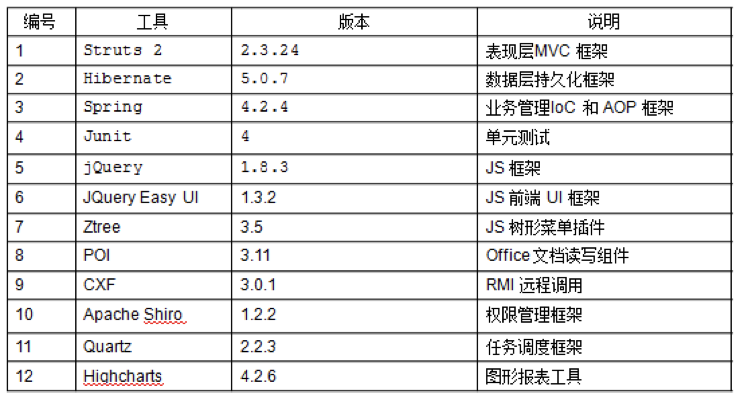 编号 工具 版本 说明
1 Struts 2 2.3.24 表现层MVC 框架
2 Hibernate 5.0.7 数据层持久化框架
3 Spring 4.2.4 业务管理IoC 和 AOP 框架
4 Junit 4 单元测试
5 jQuery 1.8.3 JS 框架
6 JQuery Easy UI 1.3.2 JS 前端 UI 框架
7 Ztree 3.5 JS 树形菜单插件
8 POI 3.11 Office 文档读写组件
9 CXF 3.0.1 RMI 远程调用
10 Apache Shiro 1.2.2 权限管理框架
11 Quartz 2.2.3 任务调度框架
12 Highcharts 4.2.6 图形报表工具